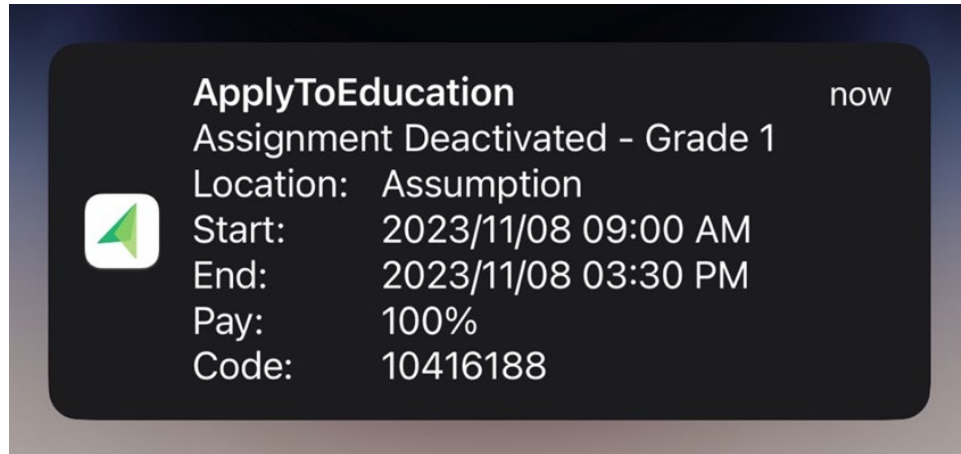 ApplyToEducation now
Assignment Deactivated - Grade 1
Location: Assumption
Start: 2023/11/08 09:00 AM
End: 2023/11/08 03:30 PM
Pay: 100%
Code: 10416188